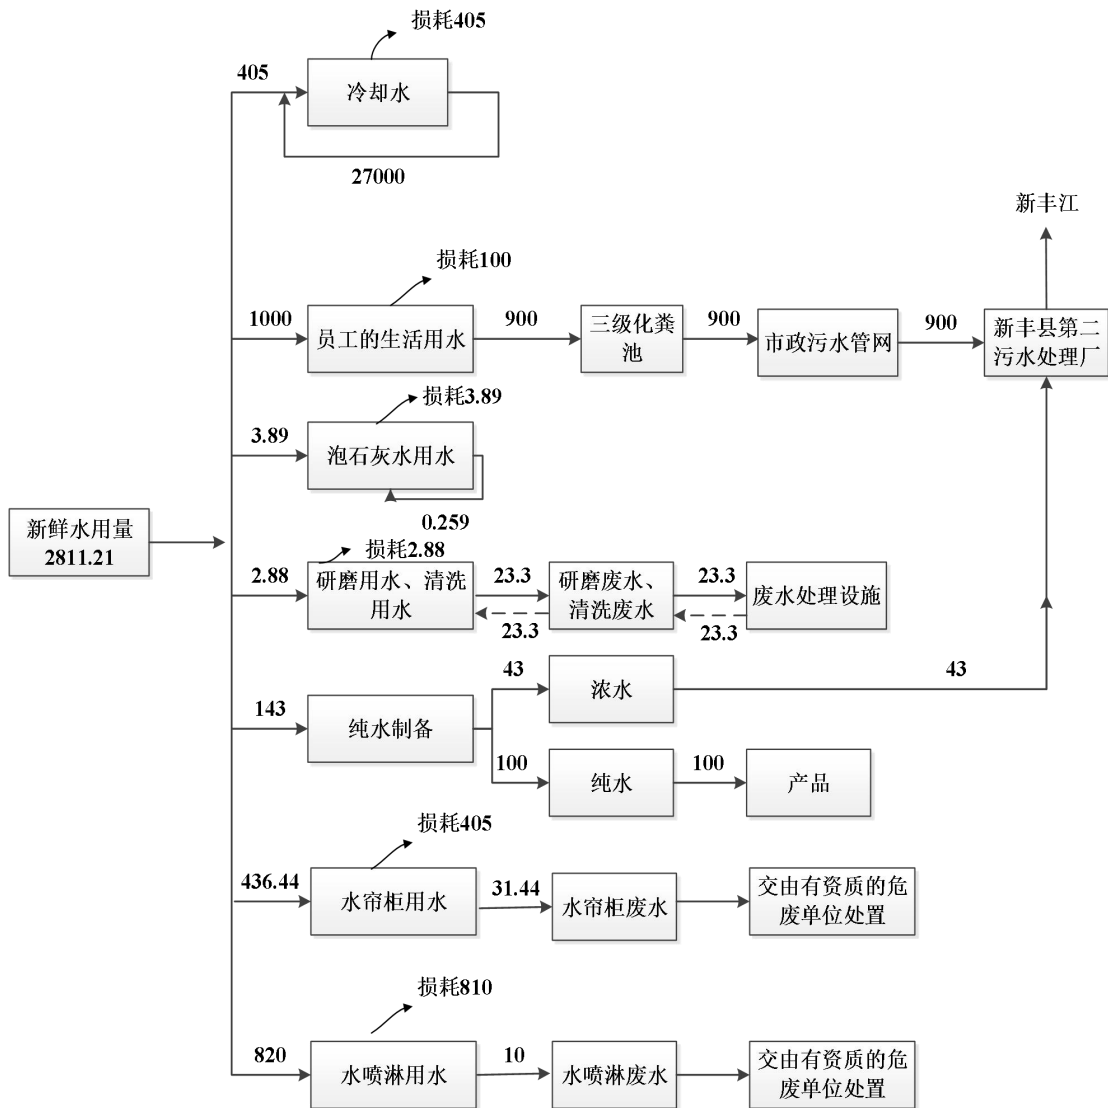 损耗405
405
冷却水
27000
新丰江
损耗100
1000
员工的生活用水
900
三级化粪
池
900
市政污水管网
900
新丰县第二
污水处理厂
损耗3.89
3.89
泡石灰水用水
0.259
新鲜水用量
2811.21
损耗2.88
2.88
研磨用水、清洗
用水
23.3
23.3
研磨废水、
清洗废水
23.3
23.3
废水处理设施
43
浓水
43
143
纯水制备
100
纯水
100
产品
损耗405
436.44
水帘柜用水
31.44
水帘柜废水
交由有资质的危
废单位处置
损耗810
820
水喷淋用水
10
水喷淋废水
交由有资质的危
废单位处置